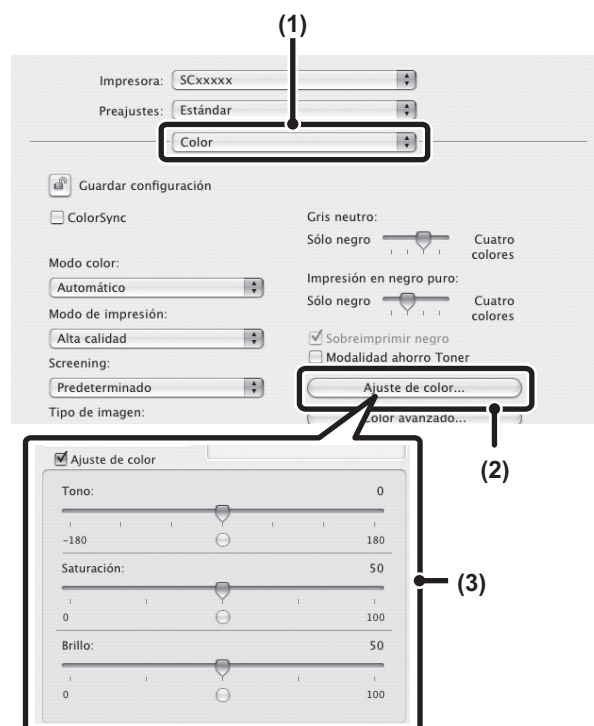 (1)
Impresora: SCxxxxx
Preajustes: Estándar
Color
Guardar configuración
ColorSync
Modo color:
Automático
Modo de impresión:
Alta calidad
Screening:
Predeterminado
Tipo de imagen:
Gris neutro:
Sólo negro Cuatro
colores
Impresión en negro puro:
Sólo negro Cuatro
colores
Sobreimprimir negro
Modalidad ahorro Toner
Ajuste de color...
Color avanzado...
(2)
Ajuste de color
Tono: 0
-180 180
Saturación: 50
0 100
Brillo: 50
0 100
(3)